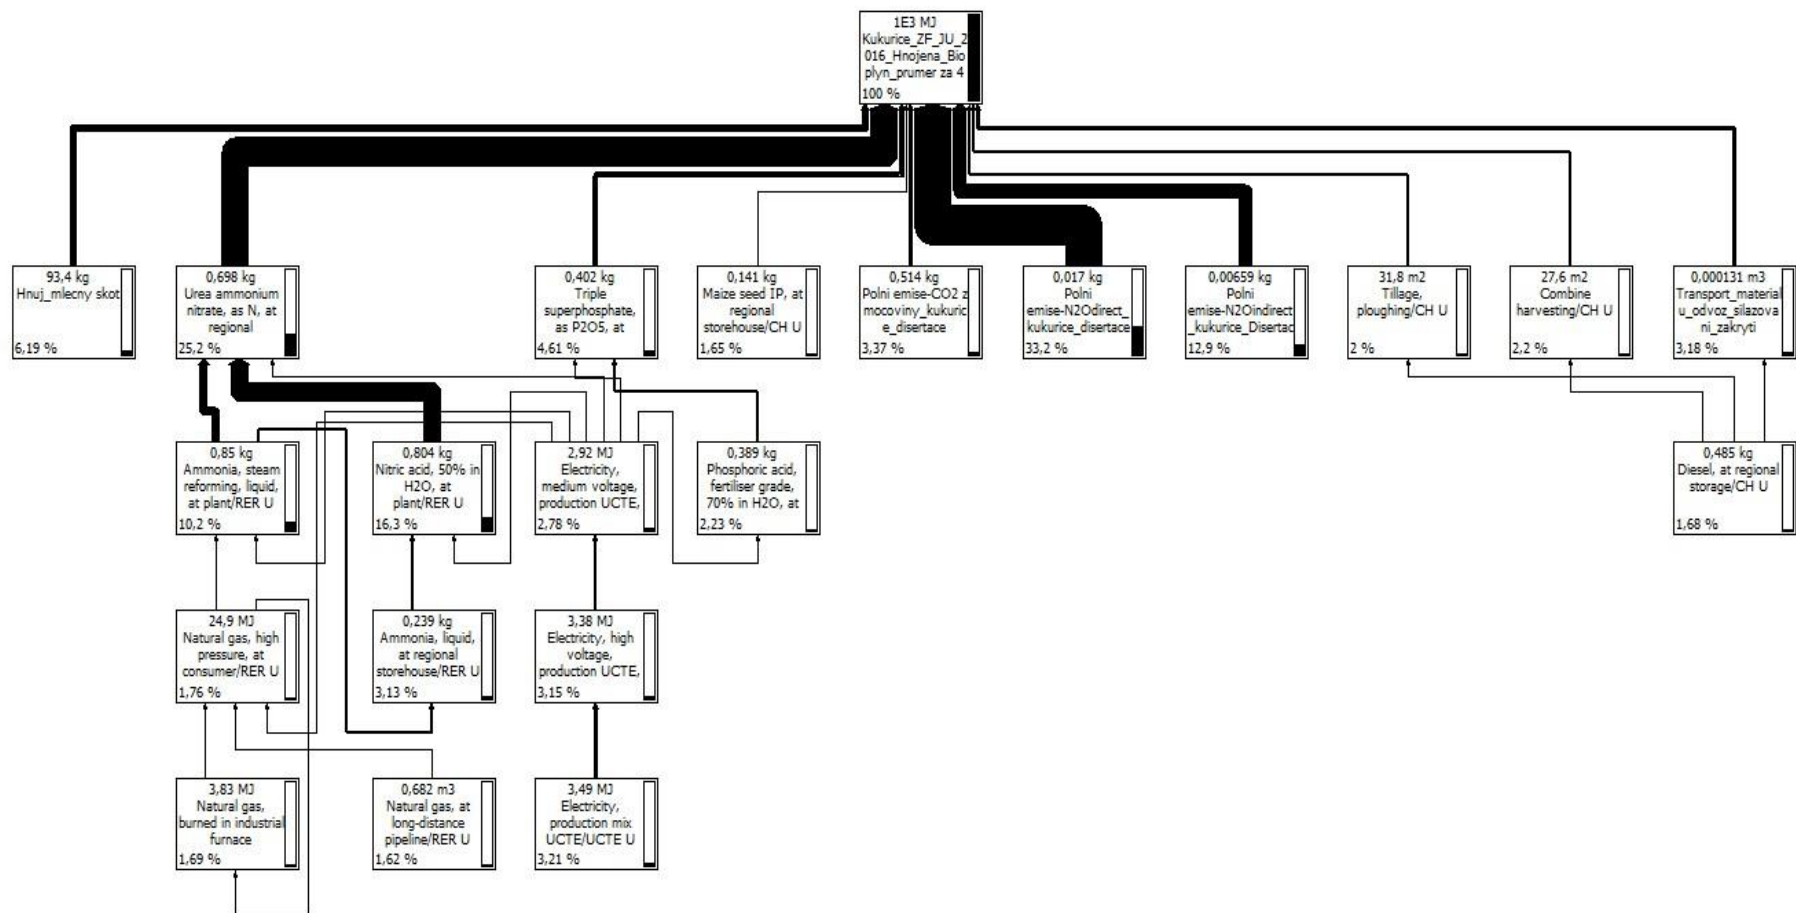 1E3 MJ
Kukurice_ZF_JU_2
016_Hnojena_Bio
plyn_prumer za 4
100 %
93,4 kg
Hnuj_mlecny skot
6,19 %
0,698 kg
Urea ammonium
nitrate, as N, at
regional
25,2 %
0,402 kg
Triple
superphosphate,
as P2O5, at
4,61 %
0,141 kg
Maize seed IP, at
regional
storehouse/CH U
1,65 %
0,514 kg
Polni emise-CO2 z
mocoviny_kukuric
e_disertace
3,37 %
0,017 kg
Polni
emise-N2Odirect_
kukurice_disertace
33,2 %
0,00659 kg
Polni
emise-N2Oindirect
_kukurice_Disertac
12,9 %
31,8 m2
Tillage,
ploughing/CH U
2 %
27,6 m2
Combine
harvesting/CH U
2,2 %
0,000131 m3
Transport_material
u_odvoz_silazova
ni_zakryti
3,18 %
0,85 kg
Ammonia, steam
reforming, liquid,
at plant/RER U
10,2 %
0,804 kg
Nitric acid, 50% in
H2O, at
plant/RER U
16,3 %
2,92 MJ
Electricity,
medium voltage,
production UCTE,
2,78 %
0,389 kg
Phosphoric acid,
fertiliser grade,
70% in H2O, at
2,23 %
0,485 kg
Diesel, at regional
storage/CH U
1,68 %
24,9 MJ
Natural gas, high
pressure, at
consumer/RER U
1,76 %
0,239 kg
Ammonia, liquid,
at regional
storehouse/RER U
3,13 %
3,38 MJ
Electricity, high
voltage,
production UCTE,
3,15 %
3,83 MJ
Natural gas,
burned in industrial
furnace
1,69 %
0,682 m3
Natural gas, at
long-distance
pipeline/RER U
1,62 %
3,49 MJ
Electricity,
production mix
UCTE/UCTE U
3,21 %